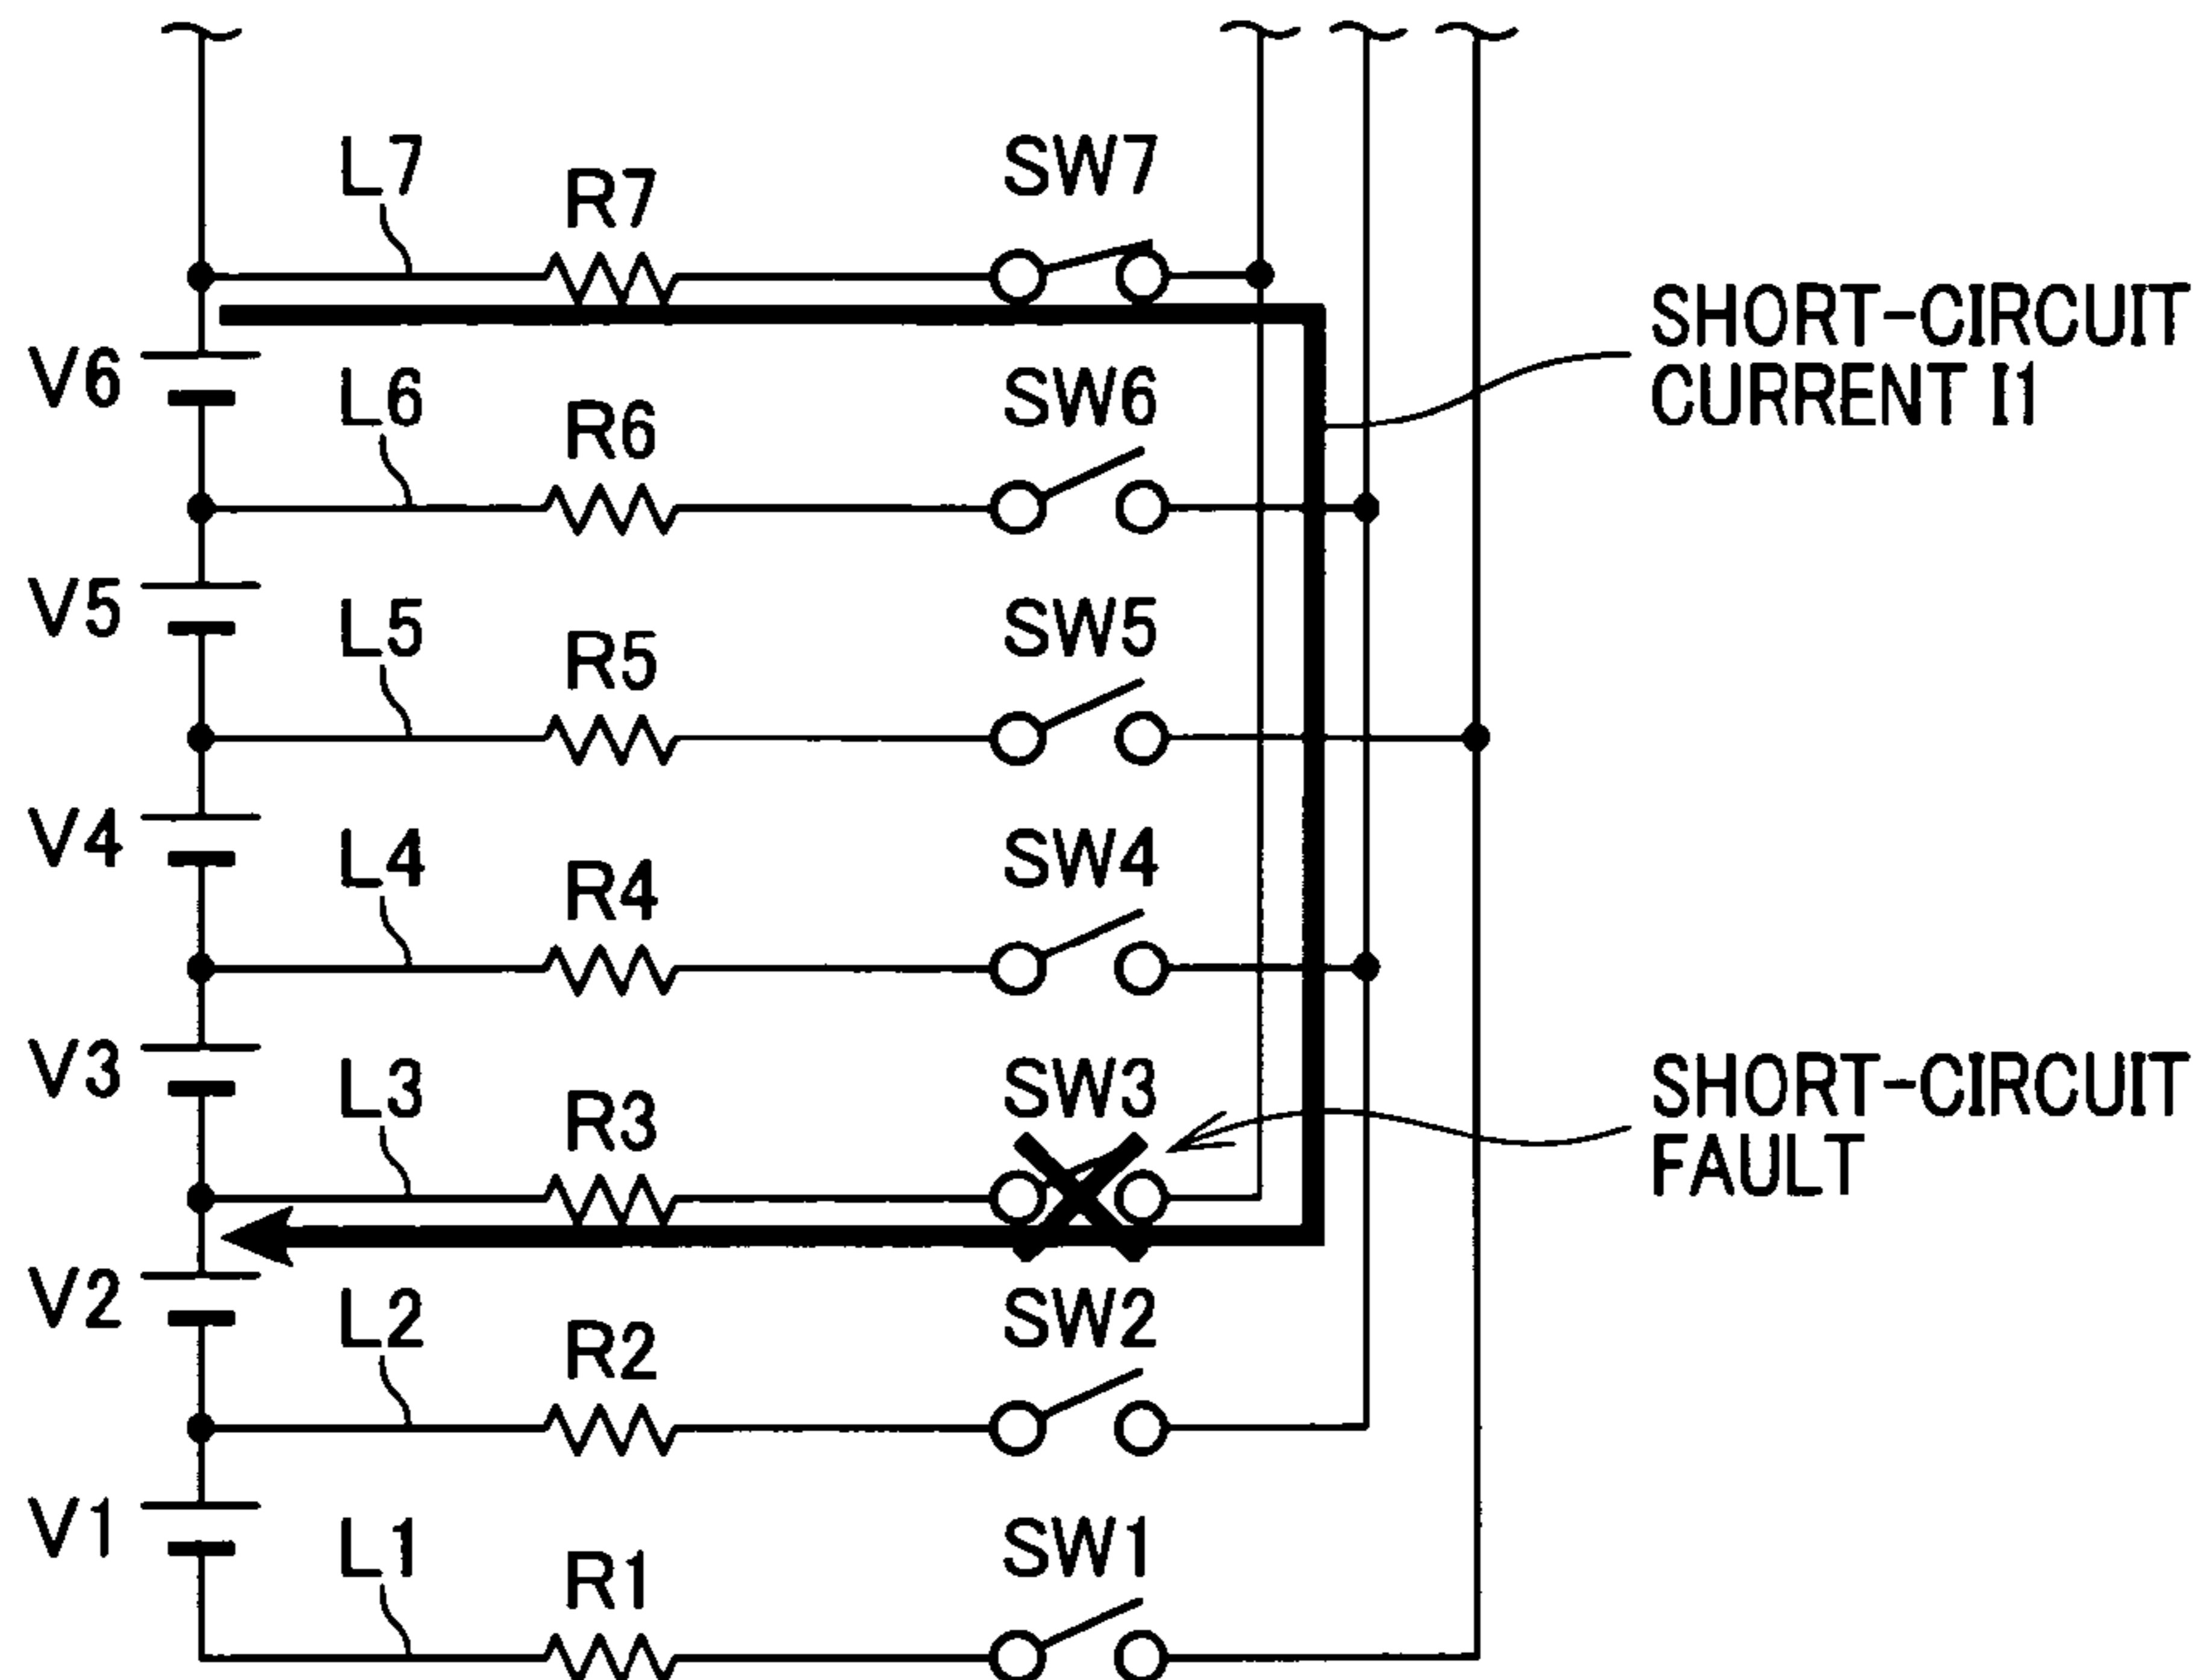 L7
R7
SW7
SHORT-CIRCUIT
CURRENT I1
V6
L6
R6
SW6
V5
L5
R5
SW5
V4
L4
R4
SW4
V3
L3
R3
SW3
SHORT-CIRCUIT
FAULT
V2
L2
R2
SW2
V1
L1
R1
SW1